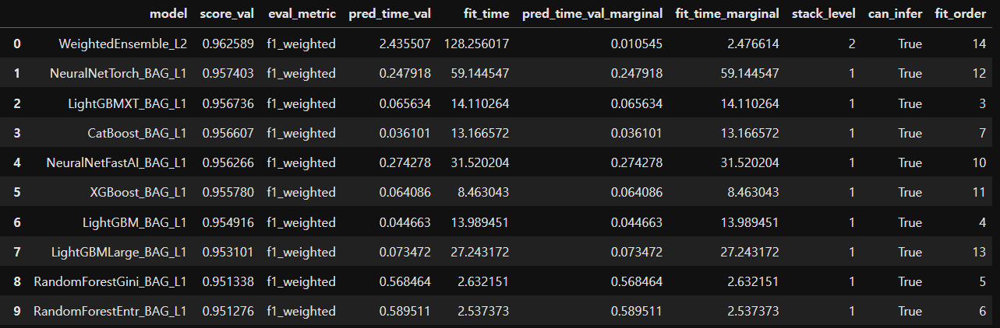 model score_val eval_metric pred_time_val fit_time pred_time_val_marginal fit_time_marginal stack_level can_infer fit_order
0 WeightedEnsemble_L2 0.962589 f1_weighted 2.435507 128.256017 0.010545 2.476614 2 True 14
1 NeuralNetTorch_BAG_L1 0.957403 f1_weighted 0.247918 59.144547 0.247918 59.144547 1 True 12
2 LightGBMXT_BAG_L1 0.956736 f1_weighted 0.065634 14.110264 0.065634 14.110264 1 True 3
3 CatBoost_BAG_L1 0.956607 f1_weighted 0.036101 13.166572 0.036101 13.166572 1 True 7
4 NeuralNetFastAI_BAG_L1 0.956266 f1_weighted 0.274278 31.520204 0.274278 31.520204 1 True 10
5 XGBoost_BAG_L1 0.955780 f1_weighted 0.064086 8.463043 0.064086 8.463043 1 True 11
6 LightGBM_BAG_L1 0.954916 f1_weighted 0.044663 13.989451 0.044663 13.989451 1 True 4
7 LightGBMLarge_BAG_L1 0.953101 f1_weighted 0.073472 27.243172 0.073472 27.243172 1 True 13
8 RandomForestGini_BAG_L1 0.951338 f1_weighted 0.568464 2.632151 0.568464 2.632151 1 True 5
9 RandomForestEntr_BAG_L1 0.951276 f1_weighted 0.589511 2.537373 0.589511 2.537373 1 True 6